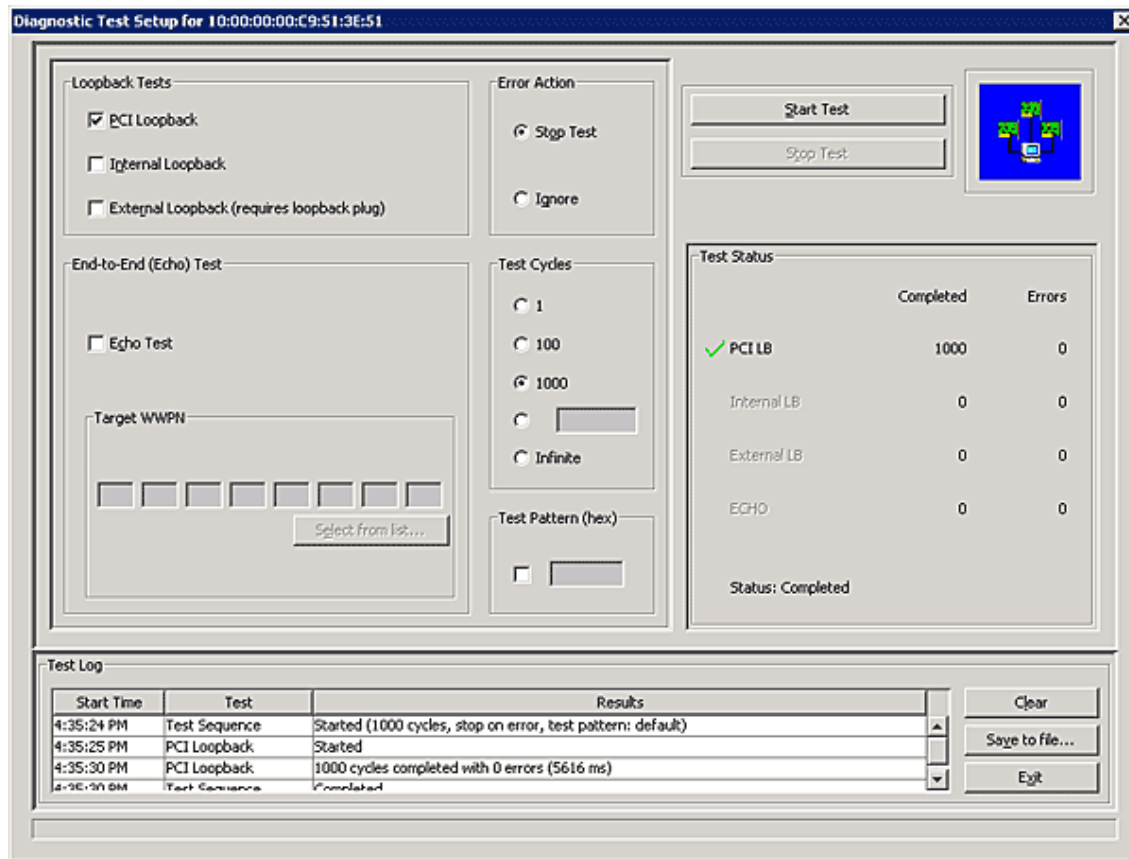 Diagnostic Test Setup for 10:00:00:00:C9:51:3E:51
Loopback Tests
PCI Loopback
Internal Loopback
External Loopback (requires loopback plug)
Error Action
Stop Test
Ignore
Start Test
Stop Test
End-to-End (Echo) Test
Echo Test
Target WWPN
Select from list...
Test Cycles
1
100
1000
Infinite
Test Pattern (hex)
Test Status
Completed Errors
PCI LB 1000 0
Internal LB 0 0
External LB 0 0
ECHO 0 0
Status: Completed
Test Log
Start Time Test Results
4:35:24 PM Test Sequence Started (1000 cycles, stop on error, test pattern: default)
4:35:25 PM PCI Loopback Started
4:35:30 PM PCI Loopback 1000 cycles completed with 0 errors (5616 ms)
4:35:30 PM Test Sequence Completed
Clear
Save to file...
Exit